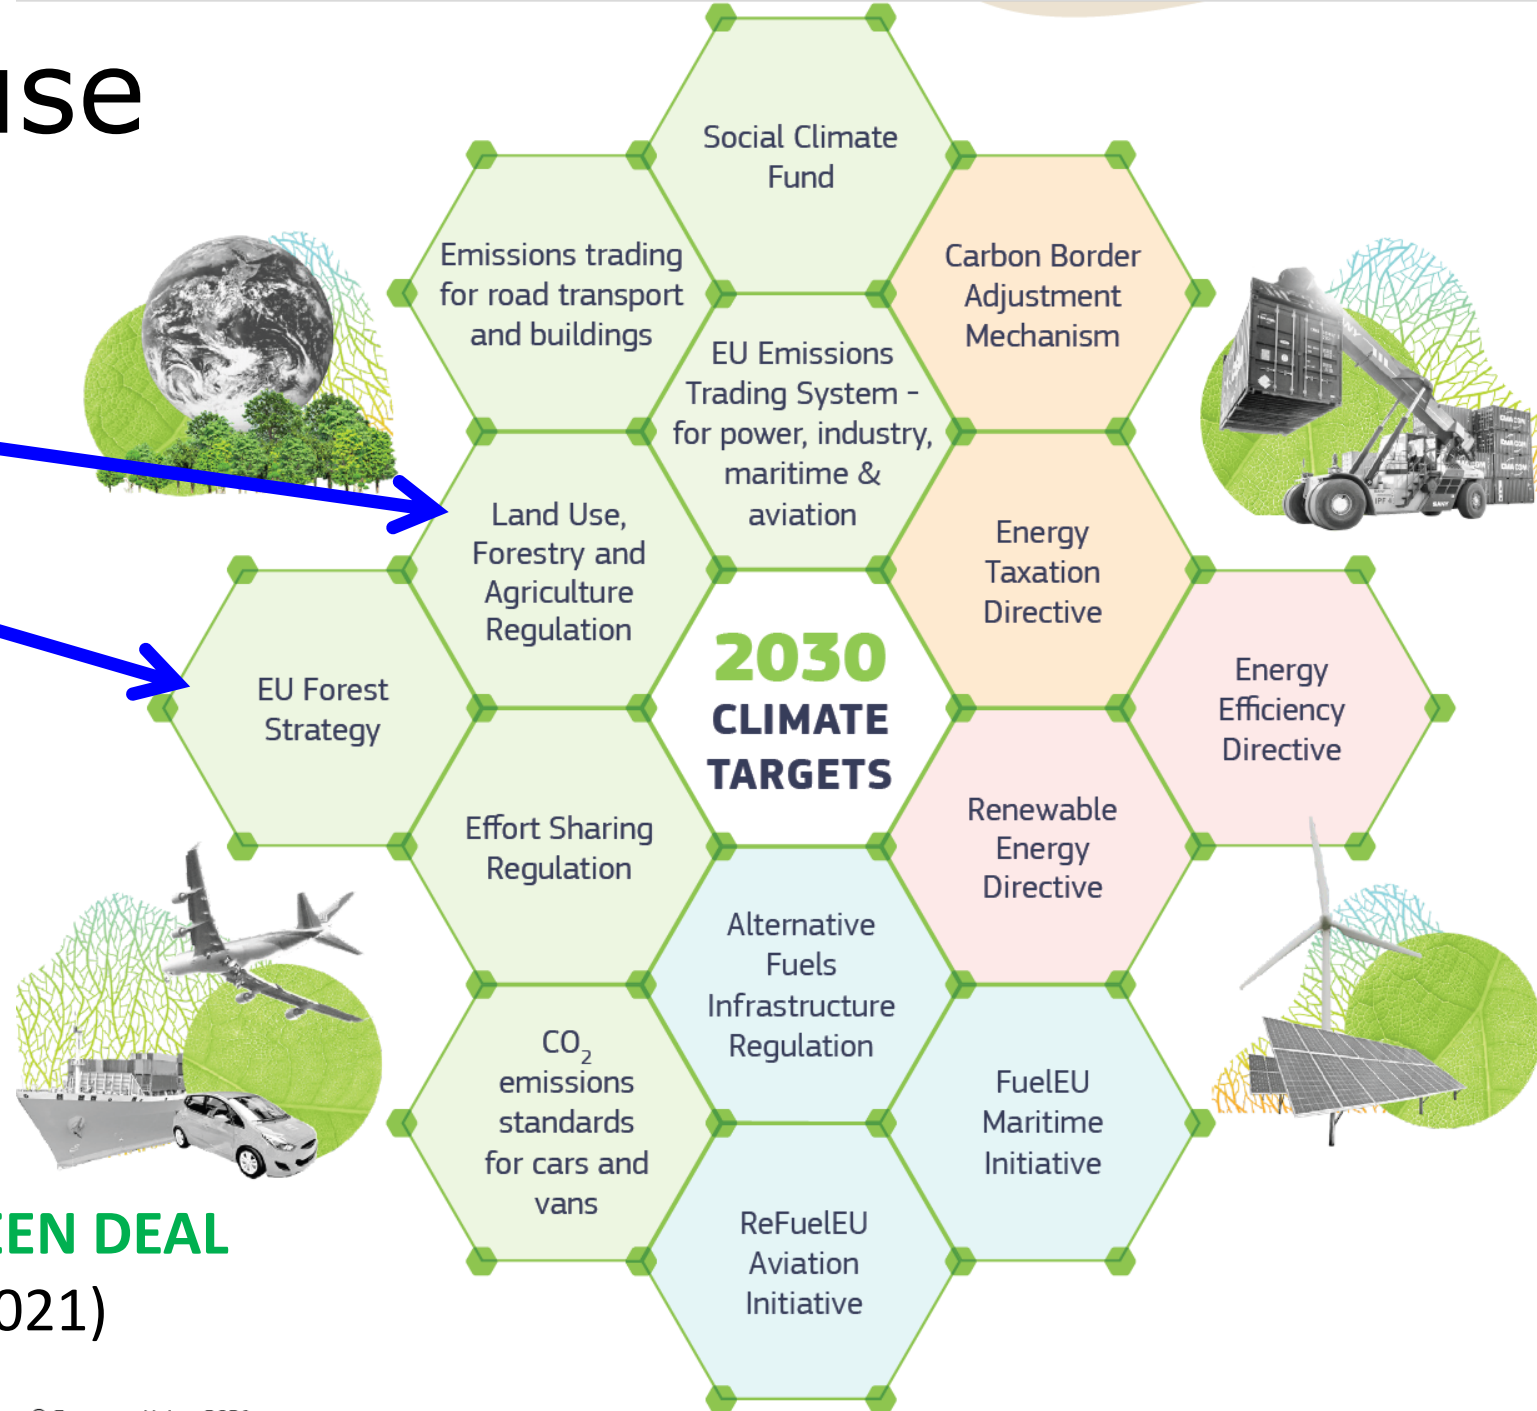 use
Social Climate
Fund
Emissions trading
for road transport
and buildings
Carbon Border
Adjustment
Mechanism
EU Emissions
Trading System -
for power, industry,
maritime &
aviation
Land Use,
Forestry and
Agriculture
Regulation
Energy
Taxation
Directive
2030
CLIMATE
TARGETS
EU Forest
Strategy
Energy
Efficiency
Directive
Effort Sharing
Regulation
Renewable
Energy
Directive
Alternative
Fuels
Infrastructure
Regulation
CO2
emissions
standards
for cars and
vans
FuelEU
Maritime
Initiative
ReFuelEU
Aviation
Initiative
EEN DEAL
021)